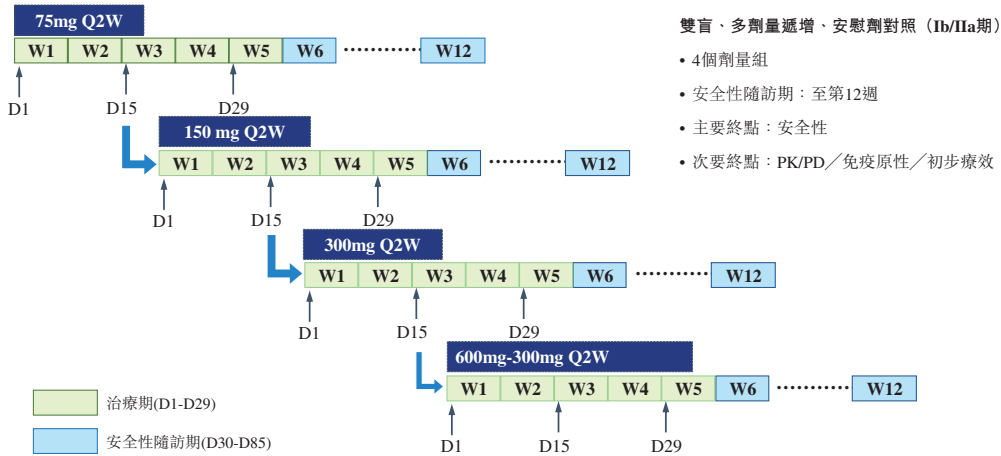 75mg Q2W
W1 W2 W3 W4 W5 W6 W12
D1 D15 D29
150 mg Q2W
W1 W2 W3 W4 W5 W6 W12
D1 D15 D29
300mg Q2W
W1 W2 W3 W4 W5 W6 W12
D1 D15 D29
600mg-300mg Q2W
W1 W2 W3 W4 W5 W6 W12
D1 D15 D29
雙盲、多劑量遞增、安慰劑對照（Ib/IIa期）
• 4個劑量組
• 安全性隨訪期：至第12週
• 主要終點：安全性
• 次要終點：PK/PD／免疫原性／初步療效
治療期(D1-D29)
安全性隨訪期(D30-D85)